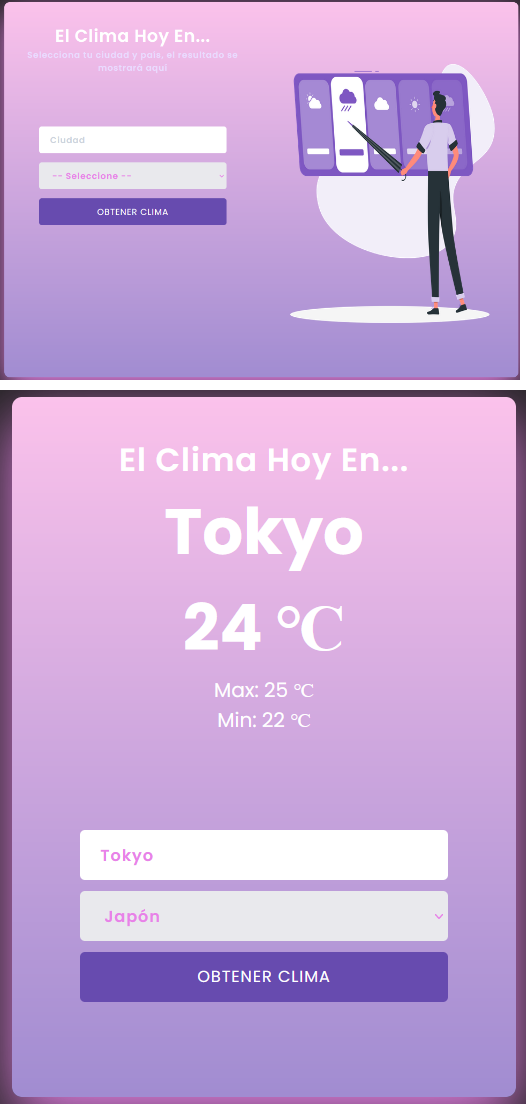 El Clima Hoy En...
Selecciona tu ciudad y país, el resultado se
mostrará aquí
Ciudad
-- Seleccione --
OBTENER CLIMA
El Clima Hoy En...
Tokyo
24 °C
Max: 25 °C
Min: 22 °C
Tokyo
Japón
OBTENER CLIMA